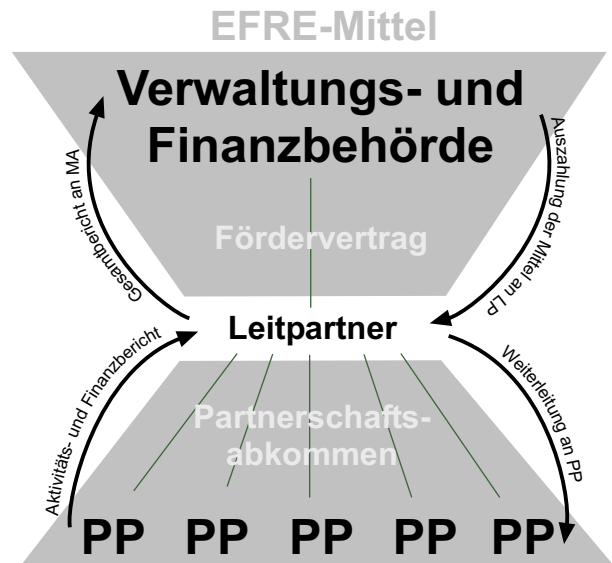 EFRE-Mittel
Verwaltungs- und
Finanzbehörde
Gesamtbericht an MA
Auszahlung der Mittel an LP
Fördervertrag
Leitpartner
Aktivitäts- und Finanzbericht
Weiterleitung an PP
Partnerschafts-
abkommen
PP PP PP PP PP